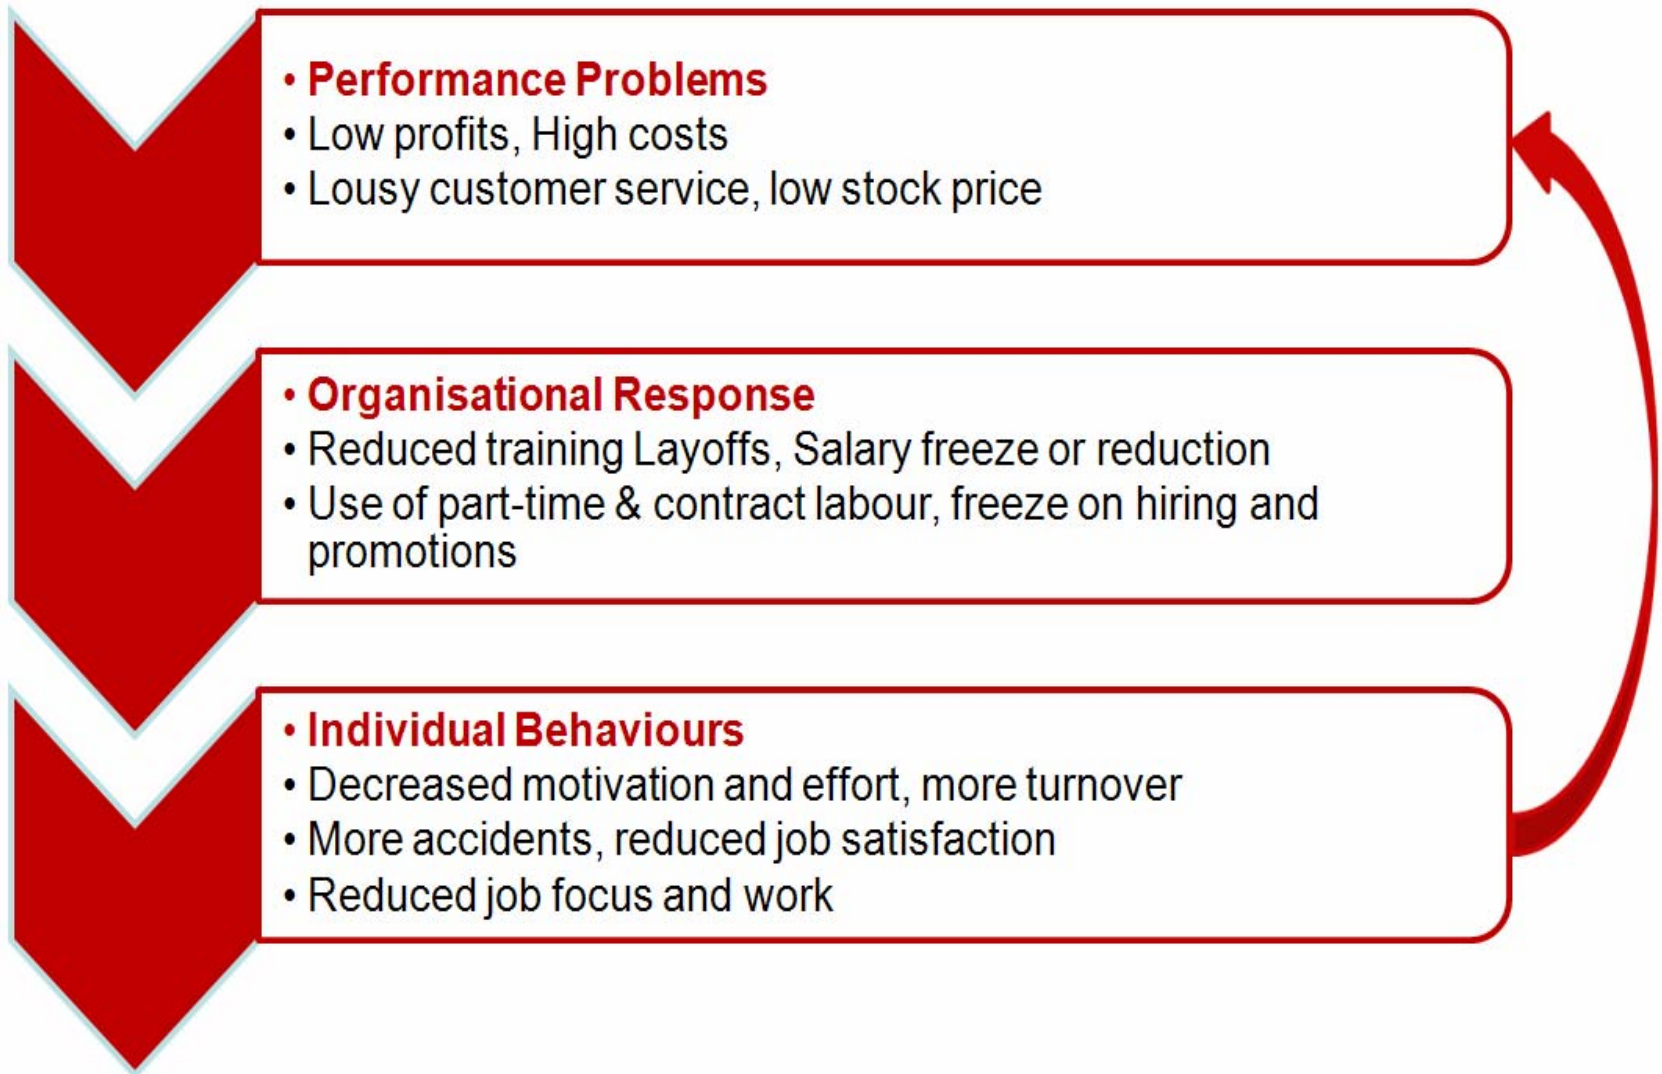 • Performance Problems
• Low profits, High costs
• Lousy customer service, low stock price
• Organisational Response
• Reduced training Layoffs, Salary freeze or reduction
• Use of part-time & contract labour, freeze on hiring and
promotions
• Individual Behaviours
• Decreased motivation and effort, more turnover
• More accidents, reduced job satisfaction
• Reduced job focus and work